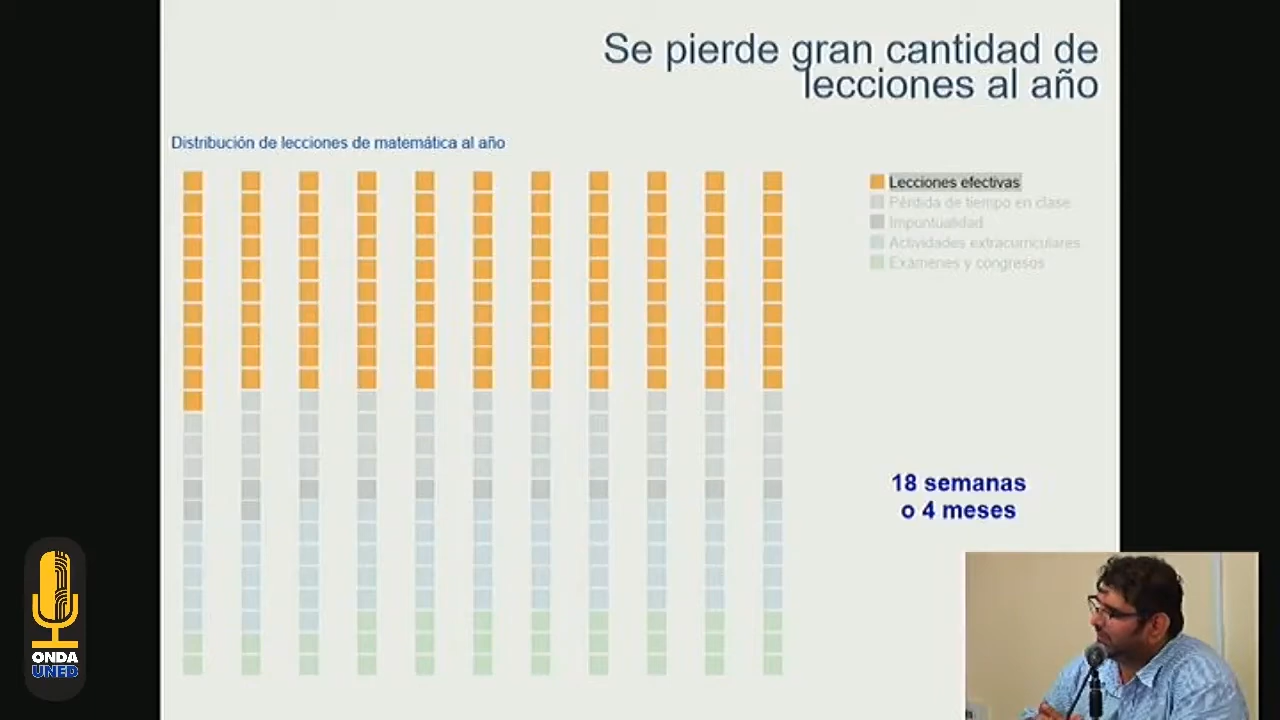 Se pierde gran cantidad de
lecciones al año
Distribución de lecciones de matemática al año
Lecciones efectivas
Pérdida de tiempo en clase
Impuntualidad
Actividades extracurriculares
Exámenes y congresos
18 semanas
o 4 meses
ONDA
UNED